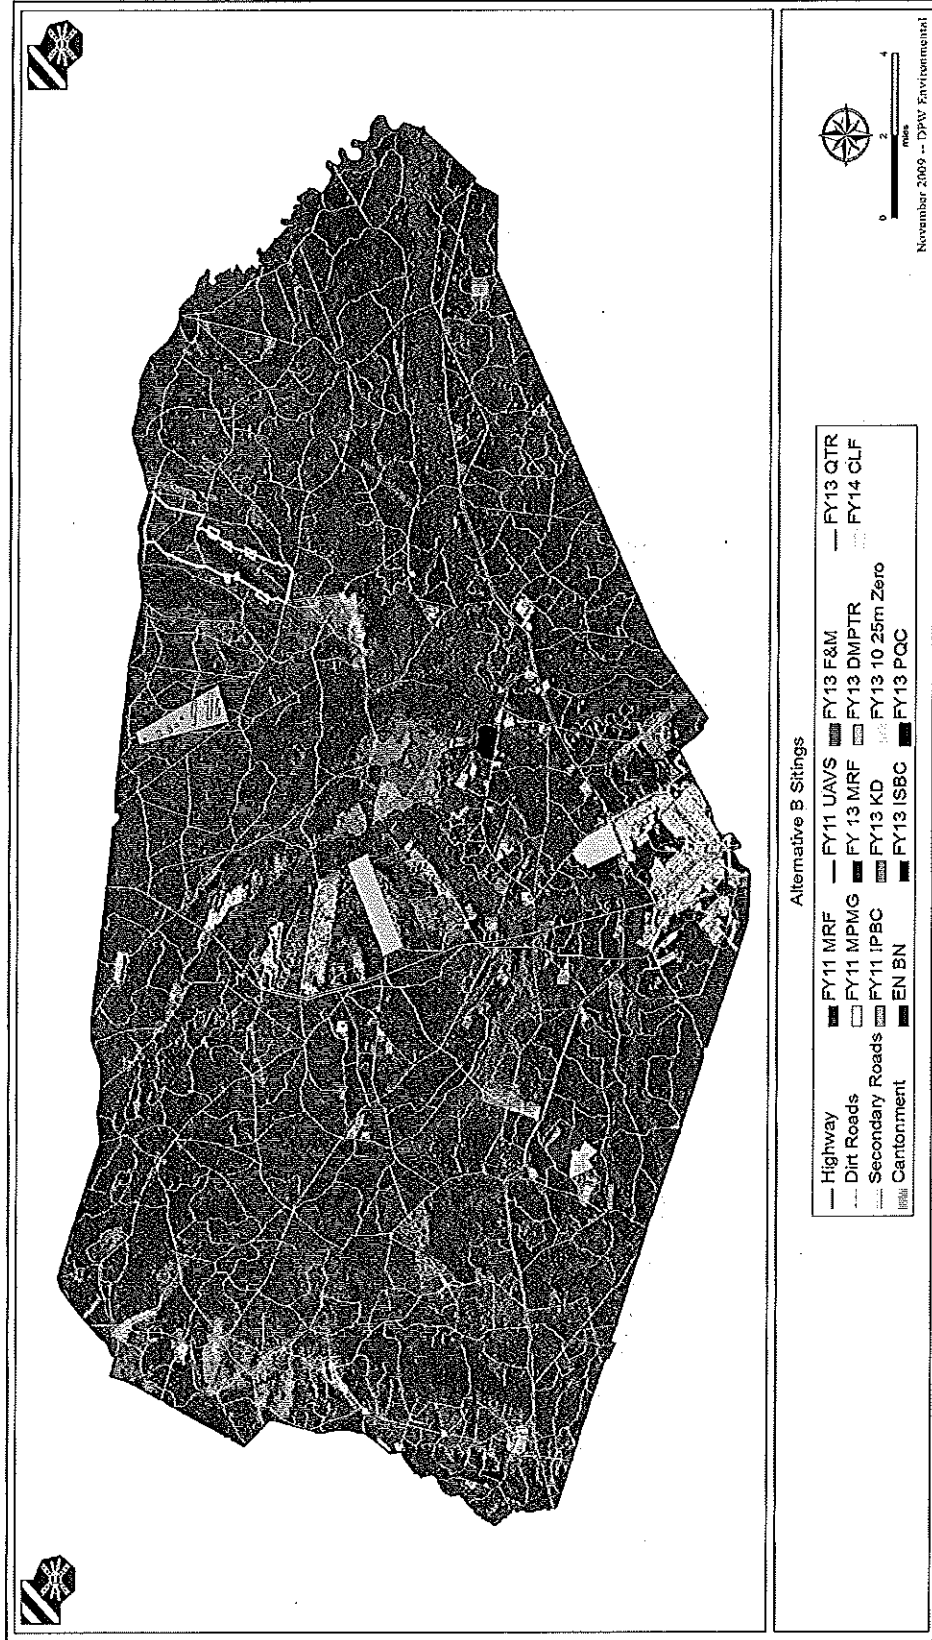 Alternative B Sitings
Highway
Dirt Roads
Secondary Roads
Cantonment
FY11 MRF
FY11 MPMG
FY11 IPBC
EN BN
FY11 UAVS
FY 13 MRF
FY13 KD
FY13 ISBC
FY13 F&M
FY13 DMPTR
FY13 10 25m Zero
FY13 PQC
FY13 QTR
FY14 CLF
0 2 4
miles
November 2009 -- DPW Environmental